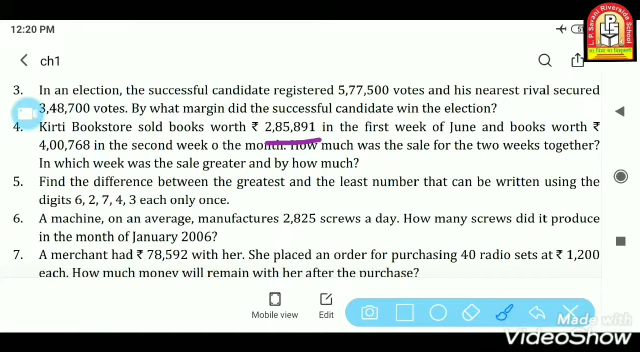 12:20 PM
L. P. Savani Riverside School
ch1
3. In an election, the successful candidate registered 5,77,500 votes and his nearest rival secured
3,48,700 votes. By what margin did the successful candidate win the election?
4. Kirti Bookstore sold books worth ₹ 2,85,891 in the first week of June and books worth ₹
4,00,768 in the second week o the month. How much was the sale for the two weeks together?
In which week was the sale greater and by how much?
5. Find the difference between the greatest and the least number that can be written using the
digits 6, 2, 7, 4, 3 each only once.
6. A machine, on an average, manufactures 2,825 screws a day. How many screws did it produce
in the month of January 2006?
7. A merchant had ₹ 78,592 with her. She placed an order for purchasing 40 radio sets at ₹ 1,200
each. How much money will remain with her after the purchase?
Mobile view
Edit
Made with
VideoShow